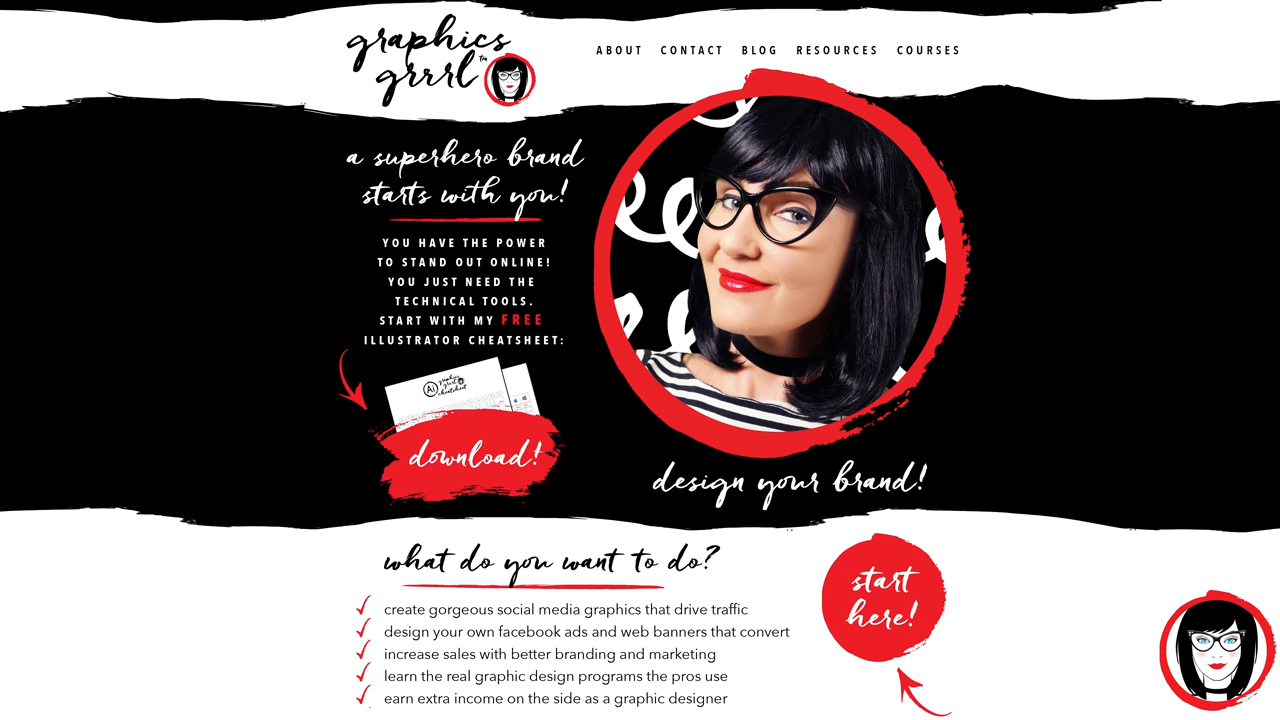 graphics
grrrl™
ABOUT CONTACT BLOG RESOURCES COURSES
a superhero brand
starts with you!
YOU HAVE THE POWER
TO STAND OUT ONLINE!
YOU JUST NEED THE
TECHNICAL TOOLS.
START WITH MY FREE
ILLUSTRATOR CHEATSHEET:
Ai graphics
grrrl
cheatsheet
download!
design your brand!
what do you want to do?
create gorgeous social media graphics that drive traffic
design your own facebook ads and web banners that convert
increase sales with better branding and marketing
learn the real graphic design programs the pros use
earn extra income on the side as a graphic designer
start
here!